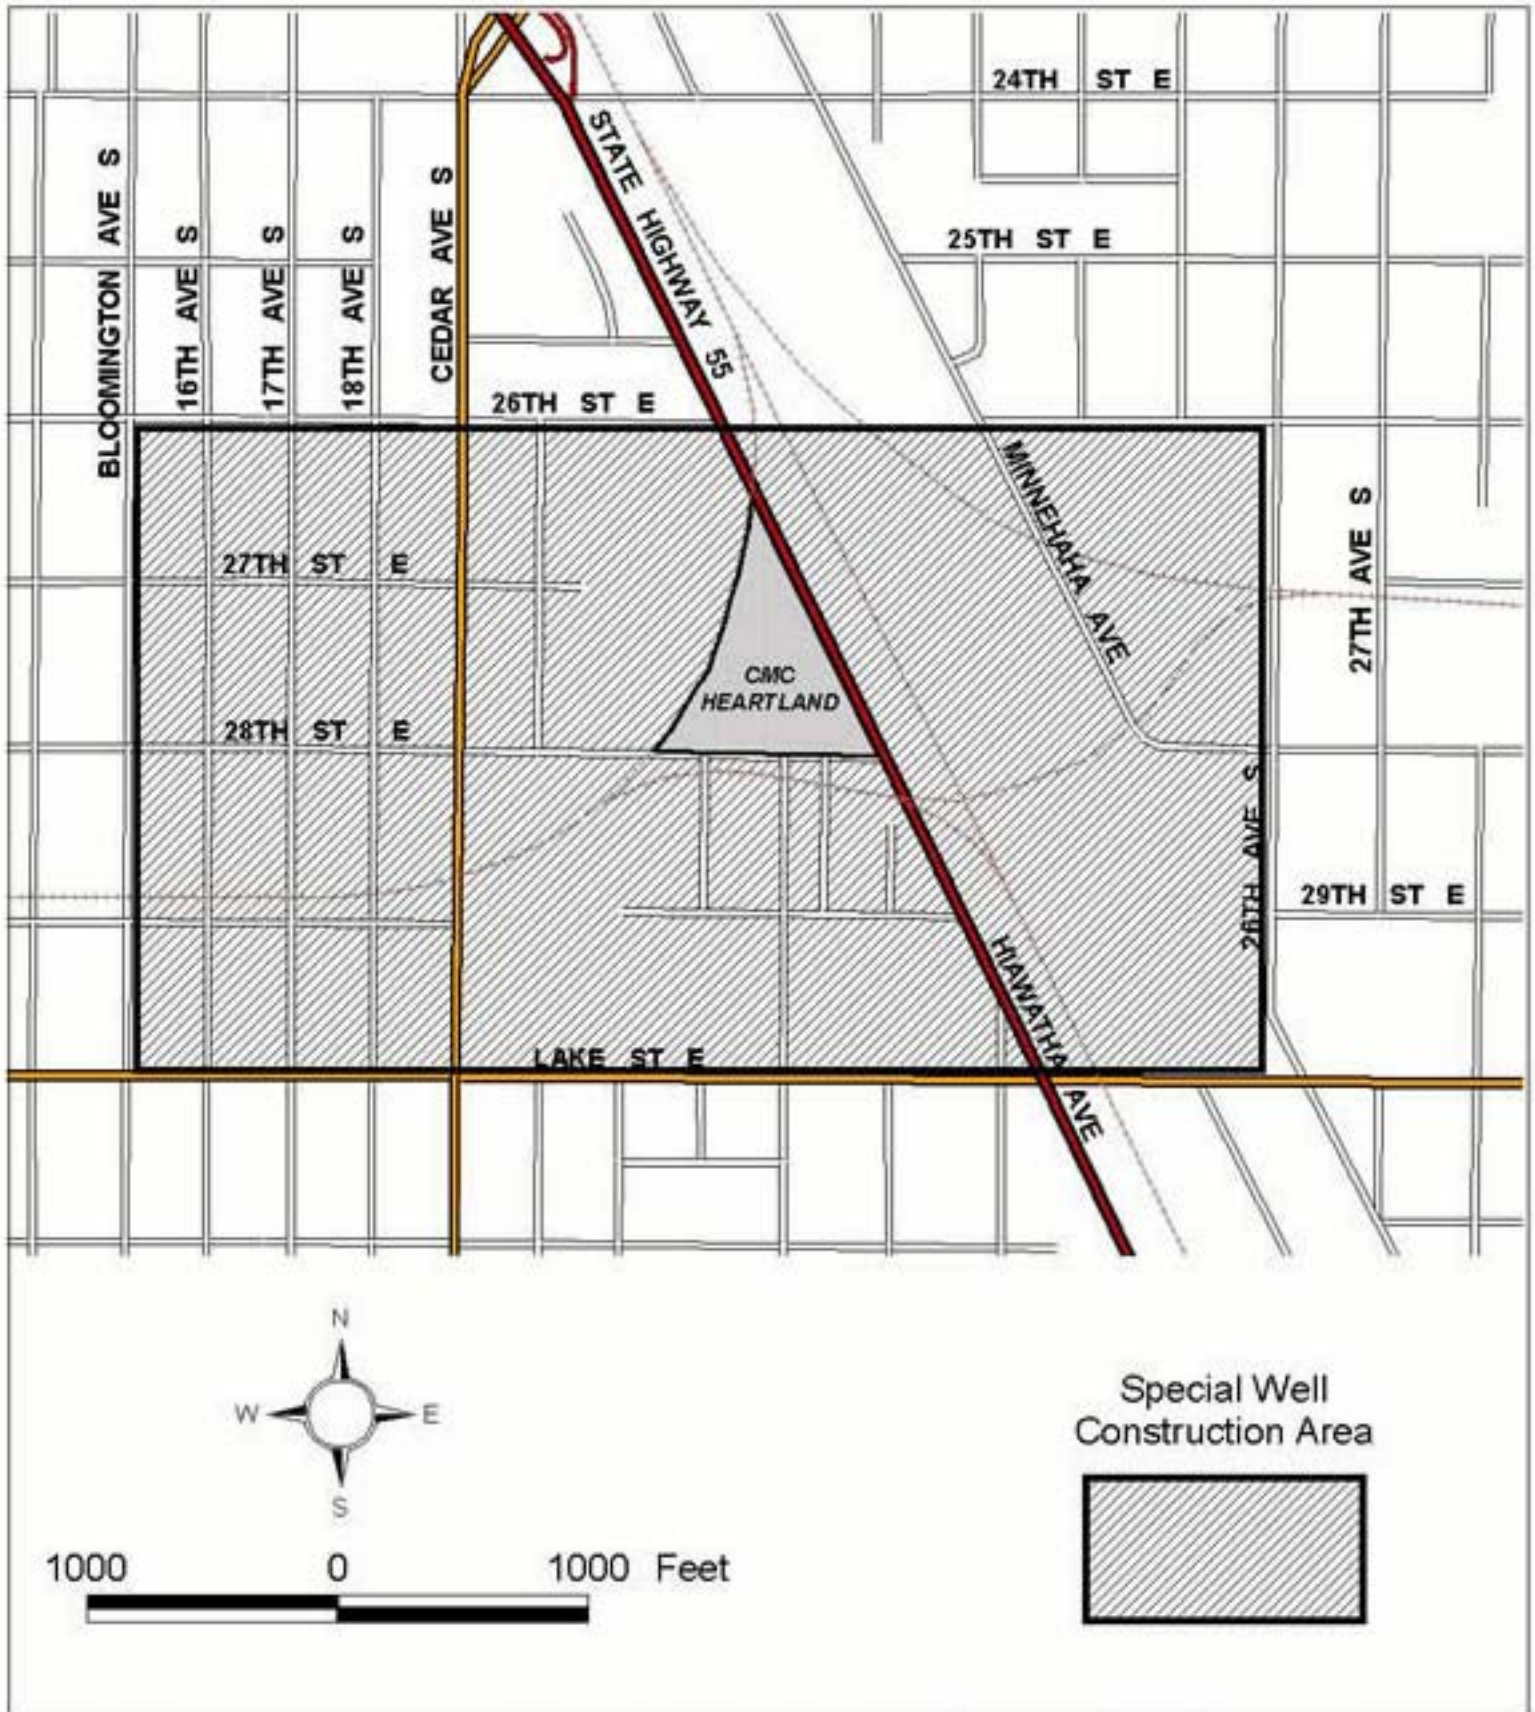 24TH ST E
STATE HIGHWAY 55
BLOOMINGTON AVE S
16TH AVE S
17TH AVE S
18TH AVE S
CEDAR AVE S
25TH ST E
26TH ST E
MINNEHAHA AVE
27TH AVE S
27TH ST E
CMC
HEARTLAND
28TH ST E
26TH AVE S
29TH ST E
HIAWATHA AVE
LAKE ST E
N
W
E
S
Special Well
Construction Area
1000 0 1000 Feet